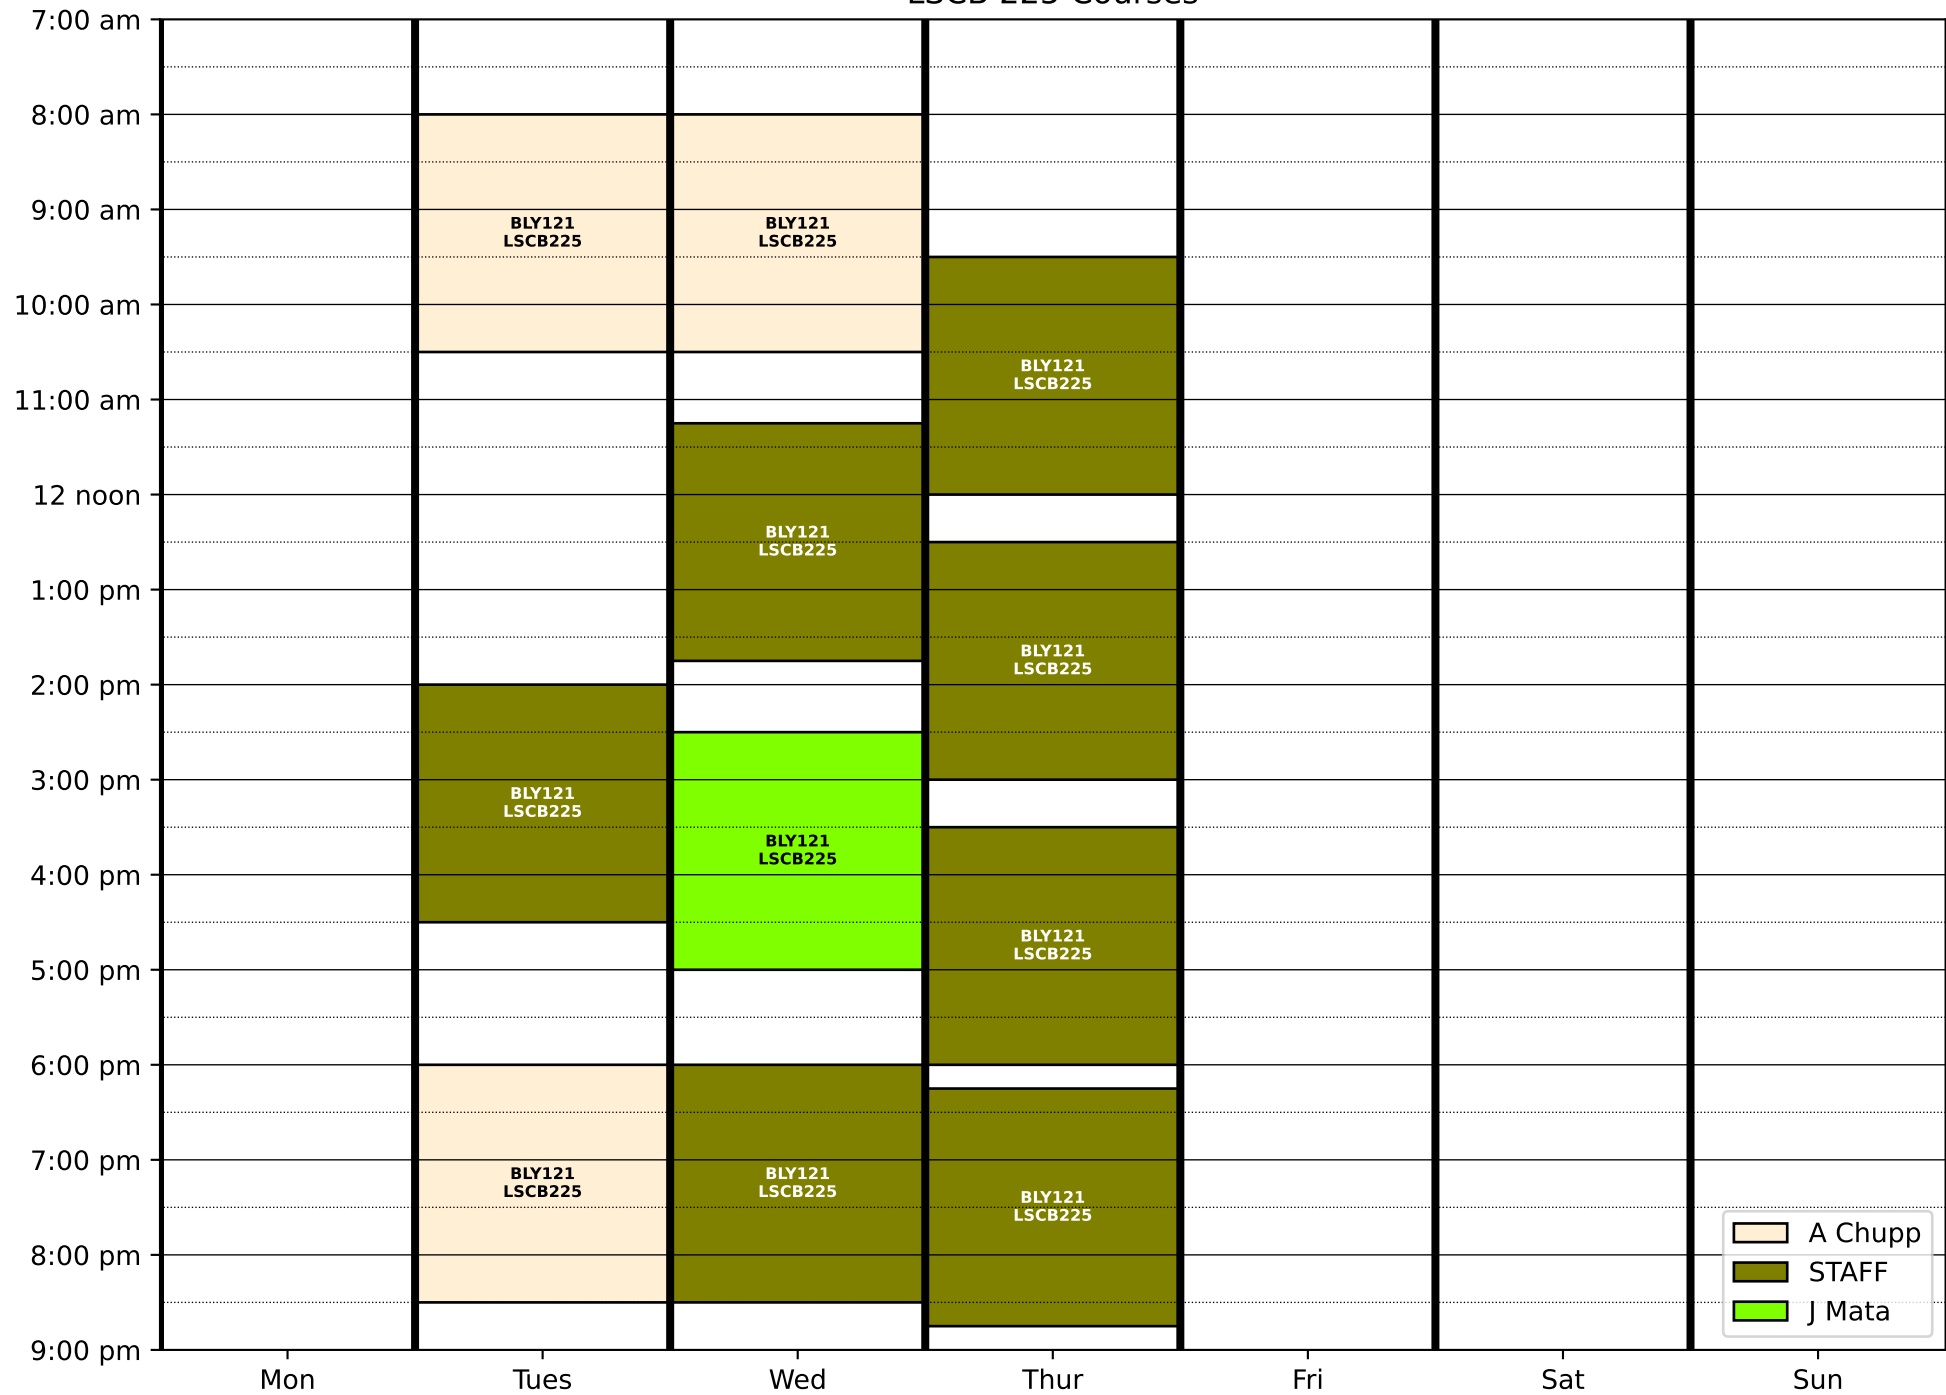 LSCB 225 Courses
7:00 am
8:00 am
9:00 am
10:00 am
11:00 am
12 noon
1:00 pm
2:00 pm
3:00 pm
4:00 pm
5:00 pm
6:00 pm
7:00 pm
8:00 pm
9:00 pm
BLY121
LSCB225
BLY121
LSCB225
BLY121
LSCB225
BLY121
LSCB225
BLY121
LSCB225
BLY121
LSCB225
BLY121
LSCB225
BLY121
LSCB225
BLY121
LSCB225
BLY121
LSCB225
BLY121
LSCB225
A Chupp
STAFF
J Mata
Mon
Tues
Wed
Thur
Fri
Sat
Sun